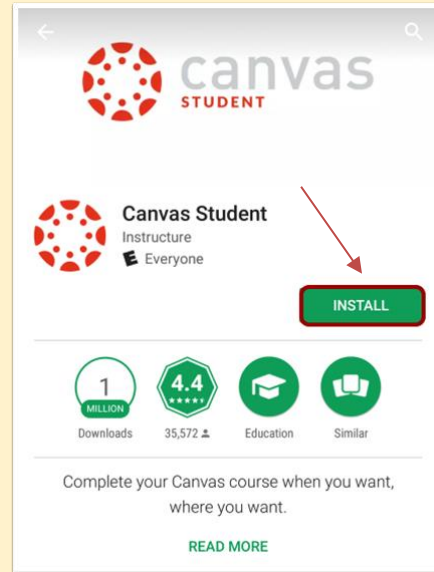 canvas
STUDENT
Canvas Student
Instructure
E Everyone
INSTALL
1
MILLION
4.4
Downloads
35,572
Education
Similar
Complete your Canvas course when you want,
where you want.
READ MORE